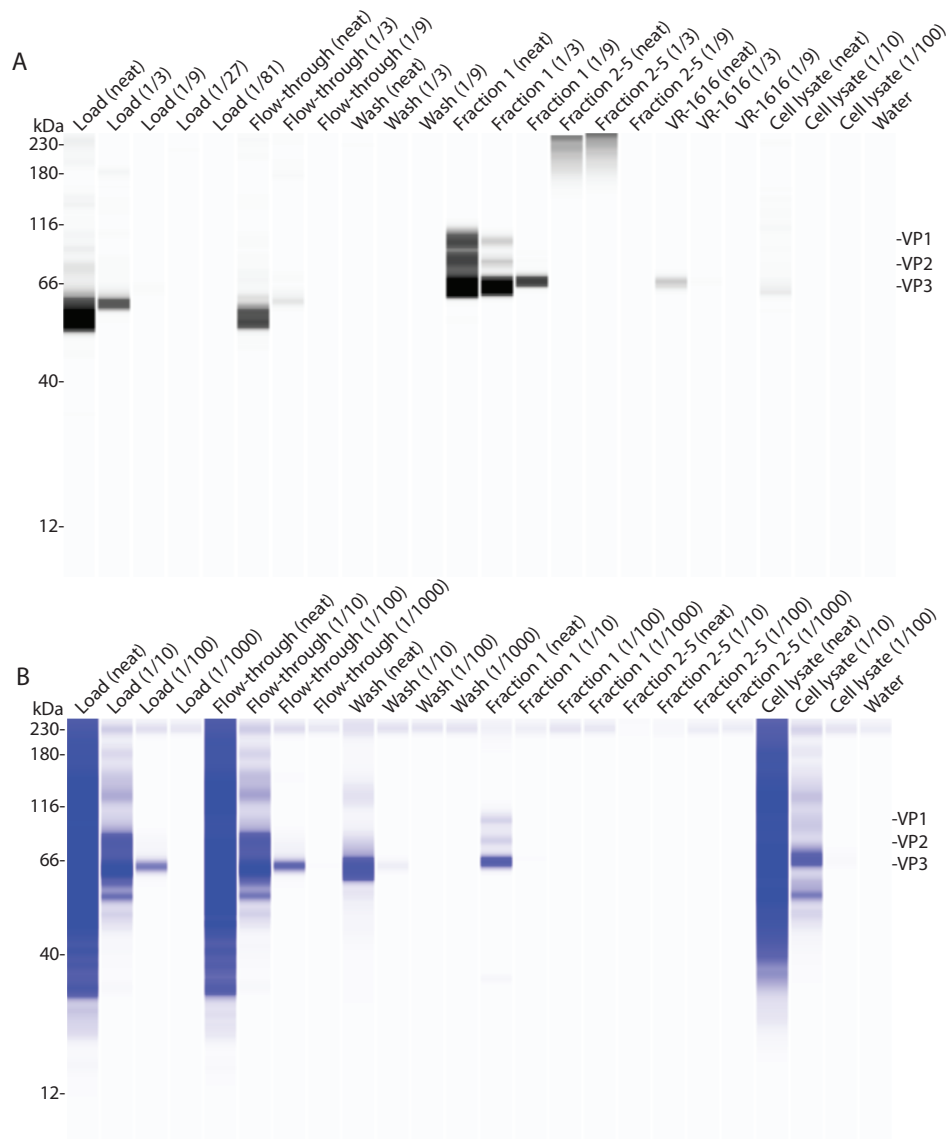 A
Load (neat)
Load (1/3)
Load (1/9)
Load (1/27)
Load (1/81)
Flow-through (neat)
Flow-through (1/3)
Flow-through (1/9)
Wash (neat)
Wash (1/3)
Wash (1/9)
Fraction 1 (neat)
Fraction 1 (1/3)
Fraction 1 (1/9)
Fraction 2-5 (neat)
Fraction 2-5 (1/3)
Fraction 2-5 (1/9)
VR-1616 (neat)
VR-1616 (1/3)
VR-1616 (1/9)
Cell lysate (neat)
Cell lysate (1/10)
Cell lysate (1/100)
Water
kDa
230-
180-
116-
66-
40-
12-
-VP1
-VP2
-VP3
B
Load (neat)
Load (1/10)
Load (1/100)
Load (1/1000)
Flow-through (neat)
Flow-through (1/10)
Flow-through (1/100)
Flow-through (1/1000)
Wash (neat)
Wash (1/10)
Wash (1/100)
Wash (1/1000)
Fraction 1 (neat)
Fraction 1 (1/10)
Fraction 1 (1/100)
Fraction 1 (1/1000)
Fraction 2-5 (neat)
Fraction 2-5 (1/10)
Fraction 2-5 (1/100)
Fraction 2-5 (1/1000)
Cell lysate (neat)
Cell lysate (1/10)
Cell lysate (1/100)
Water
kDa
230-
180-
116-
66-
40-
12-
-VP1
-VP2
-VP3